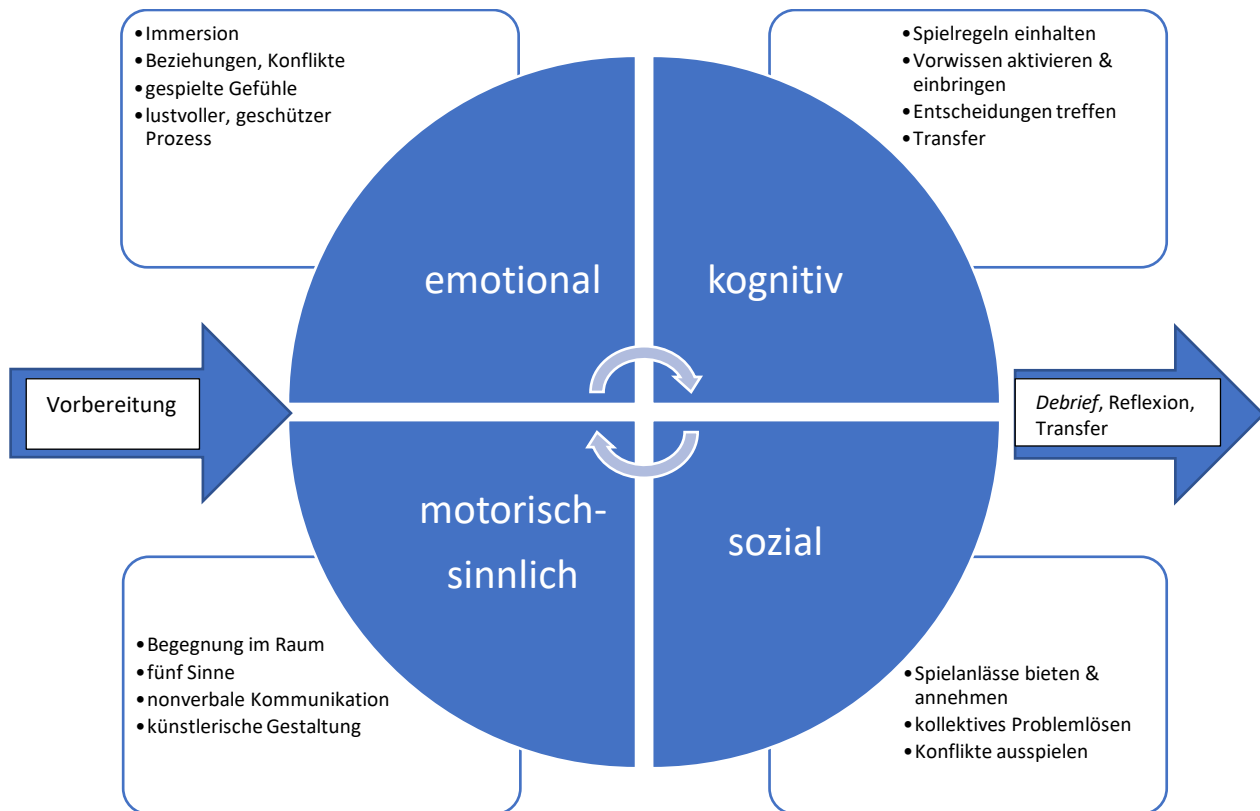 •Immersion
•Beziehungen, Konflikte
•gespielte Gefühle
•lustvoller, geschützer
Prozess
•Spielregeln einhalten
•Vorwissen aktivieren &
einbringen
•Entscheidungen treffen
•Transfer
emotional
kognitiv
Vorbereitung
Debrief, Reflexion,
Transfer
motorisch-
sinnlich
sozial
•Begegnung im Raum
•fünf Sinne
•nonverbale Kommunikation
•künstlerische Gestaltung
•Spielanlässe bieten &
annehmen
•kollektives Problemlösen
•Konflikte ausspielen